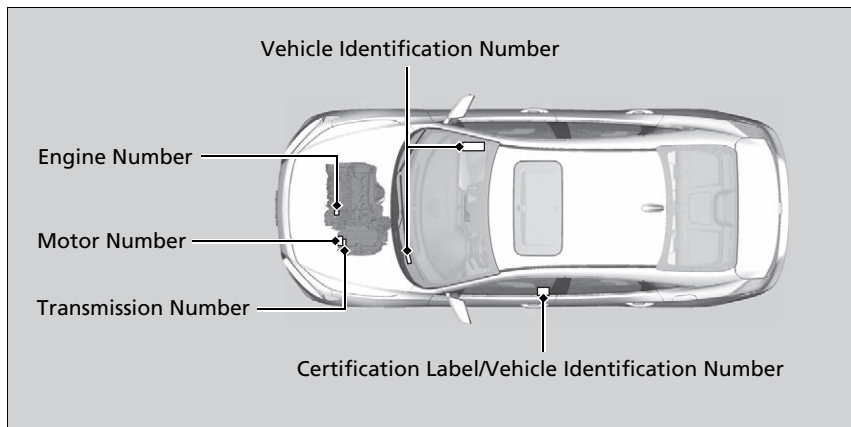 Vehicle Identification Number
Engine Number
Motor Number
Transmission Number
Certification Label/Vehicle Identification Number